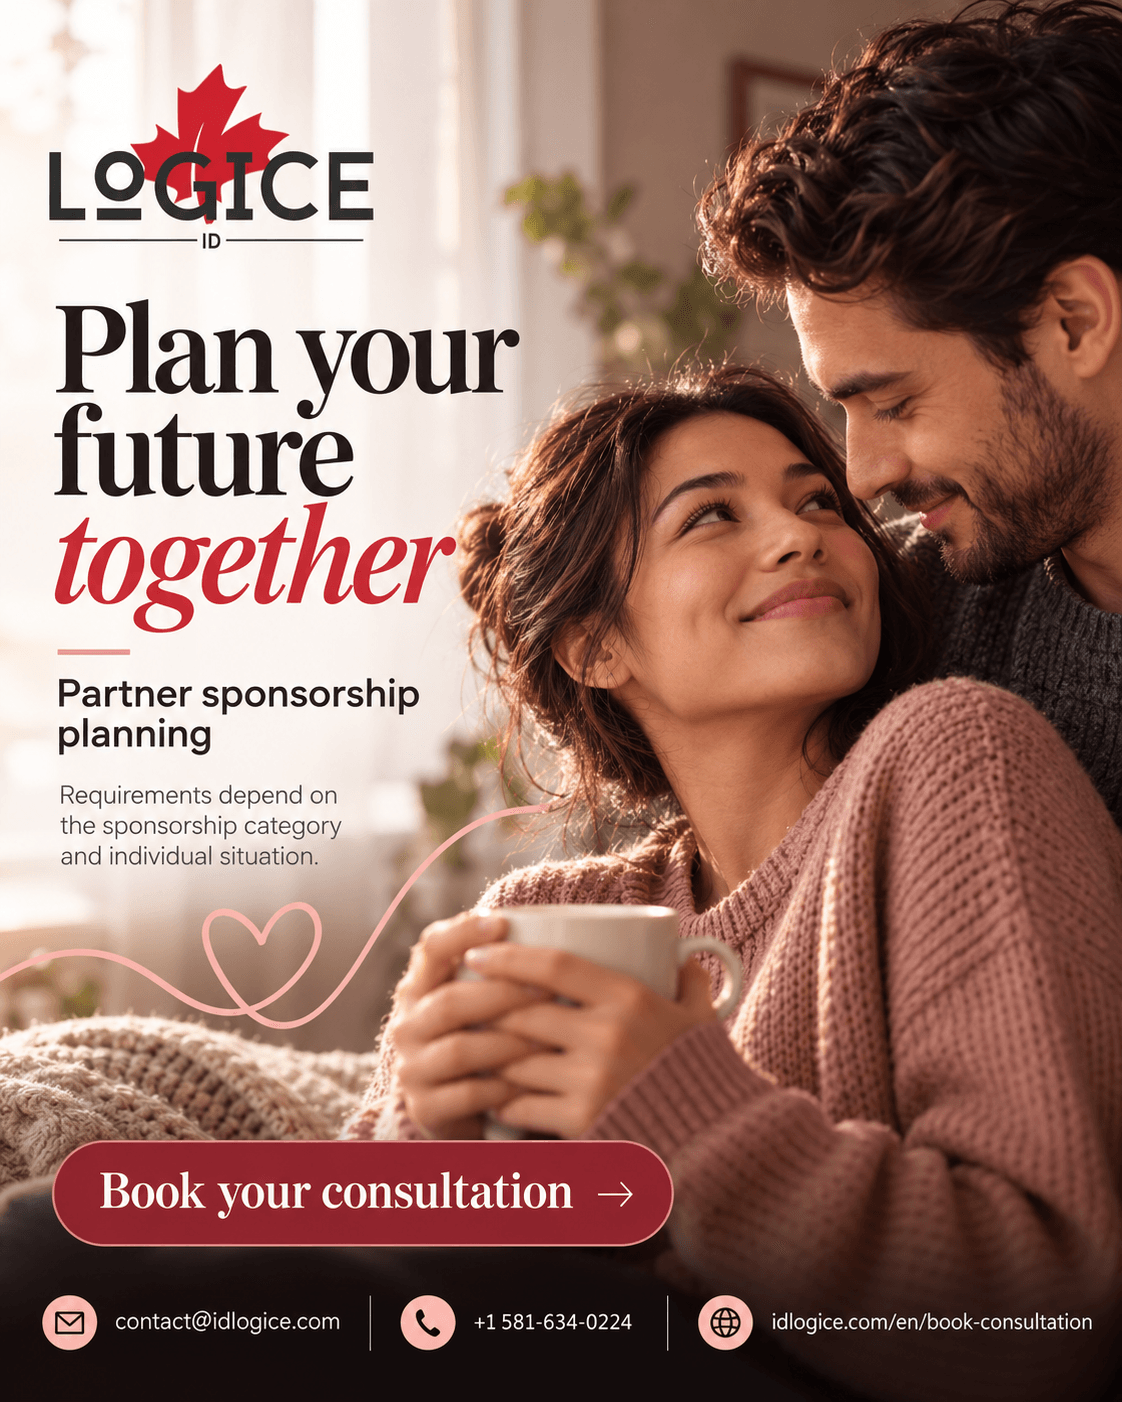 LOGICE
ID
Plan your
future
together
Partner sponsorship
planning
Requirements depend on
the sponsorship category
and individual situation.
Book your consultation →
contact@idlogice.com
+1 581-634-0224
idlogice.com/en/book-consultation